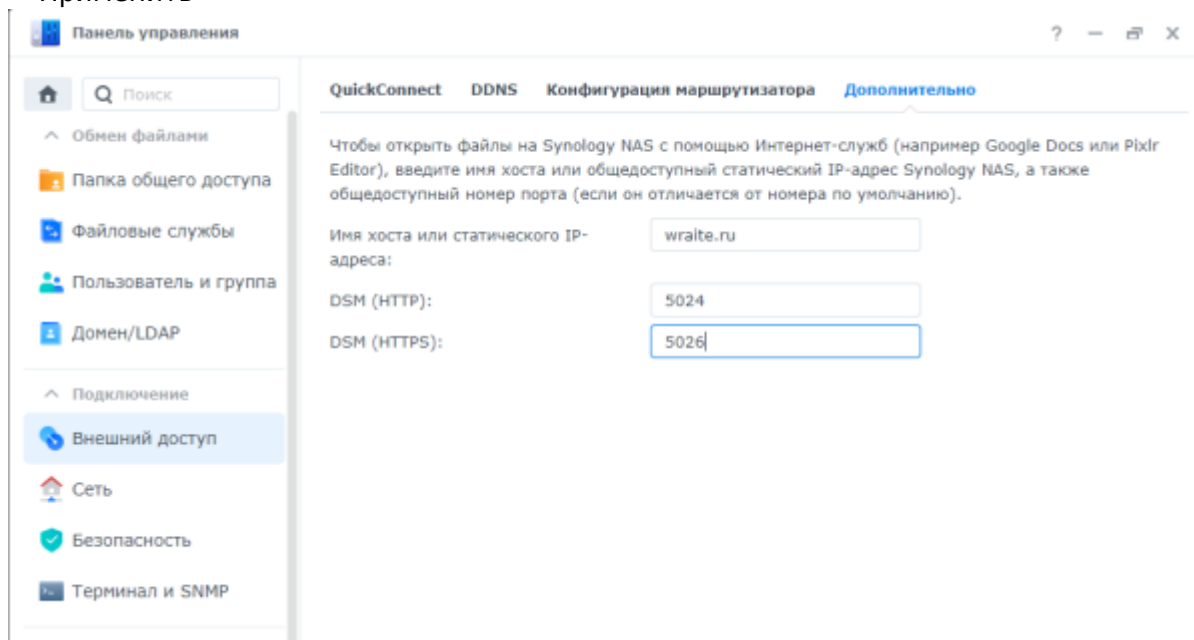 Применить
Панель управления
Поиск
QuickConnect DDNS Конфигурация маршрутизатора Дополнительно
Обмен файлами
Папка общего доступа
Файловые службы
Пользователь и группа
Домен/LDAP
Подключение
Внешний доступ
Сеть
Безопасность
Терминал и SNMP
Чтобы открыть файлы на Synology NAS с помощью Интернет-служб (например Google Docs или Pixlr
Editor), введите имя хоста или общедоступный статический IP-адрес Synology NAS, а также
общедоступный номер порта (если он отличается от номера по умолчанию).
Имя хоста или статического IP-
адреса:
wraite.ru
DSM (HTTP): 5024
DSM (HTTPS): 5026